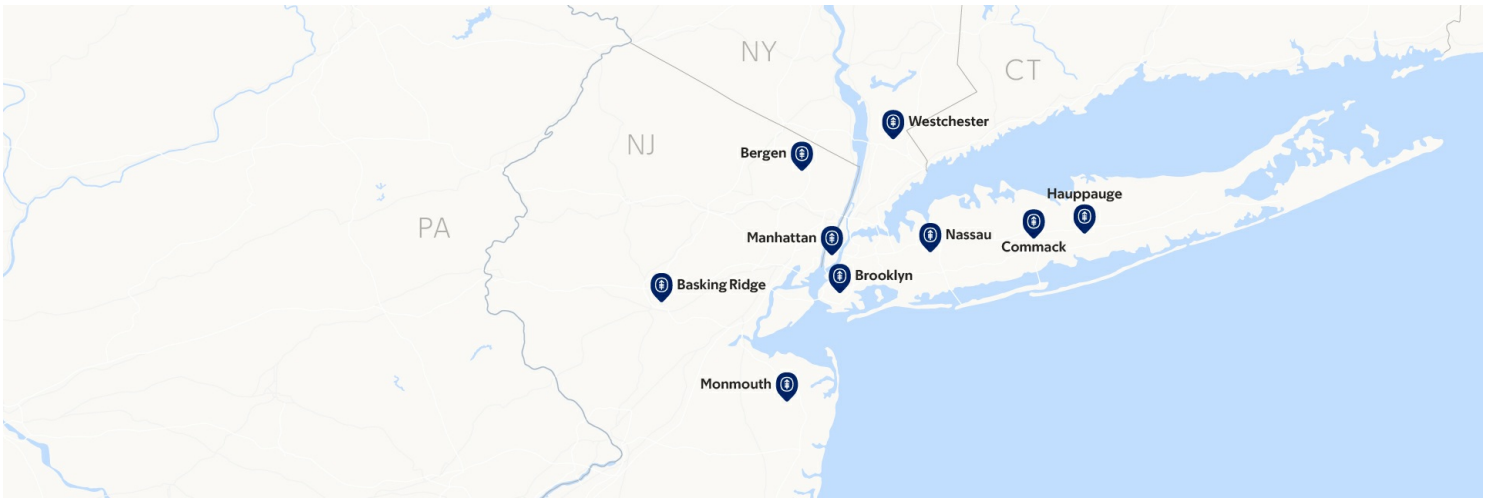 NY
CT
Westchester
NJ
Bergen
Hauppauge
PA
Manhattan
Nassau
Commack
Brooklyn
Basking Ridge
Monmouth